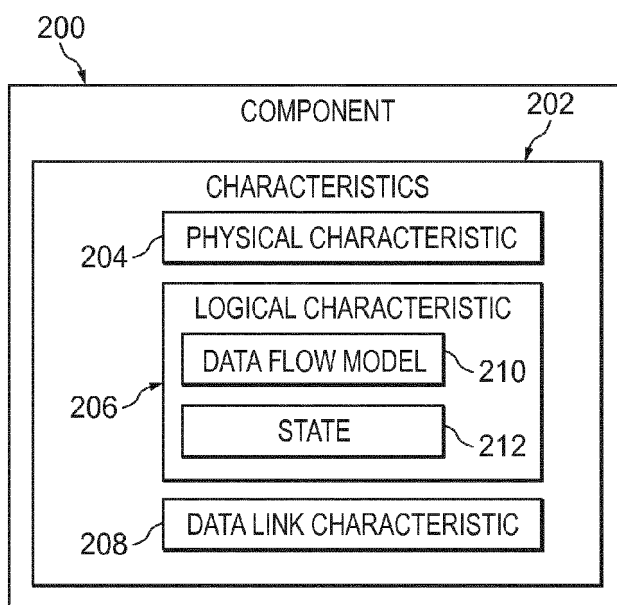 200
COMPONENT
202
CHARACTERISTICS
PHYSICAL CHARACTERISTIC
204
LOGICAL CHARACTERISTIC
DATA FLOW MODEL
210
206
STATE
212
DATA LINK CHARACTERISTIC
208